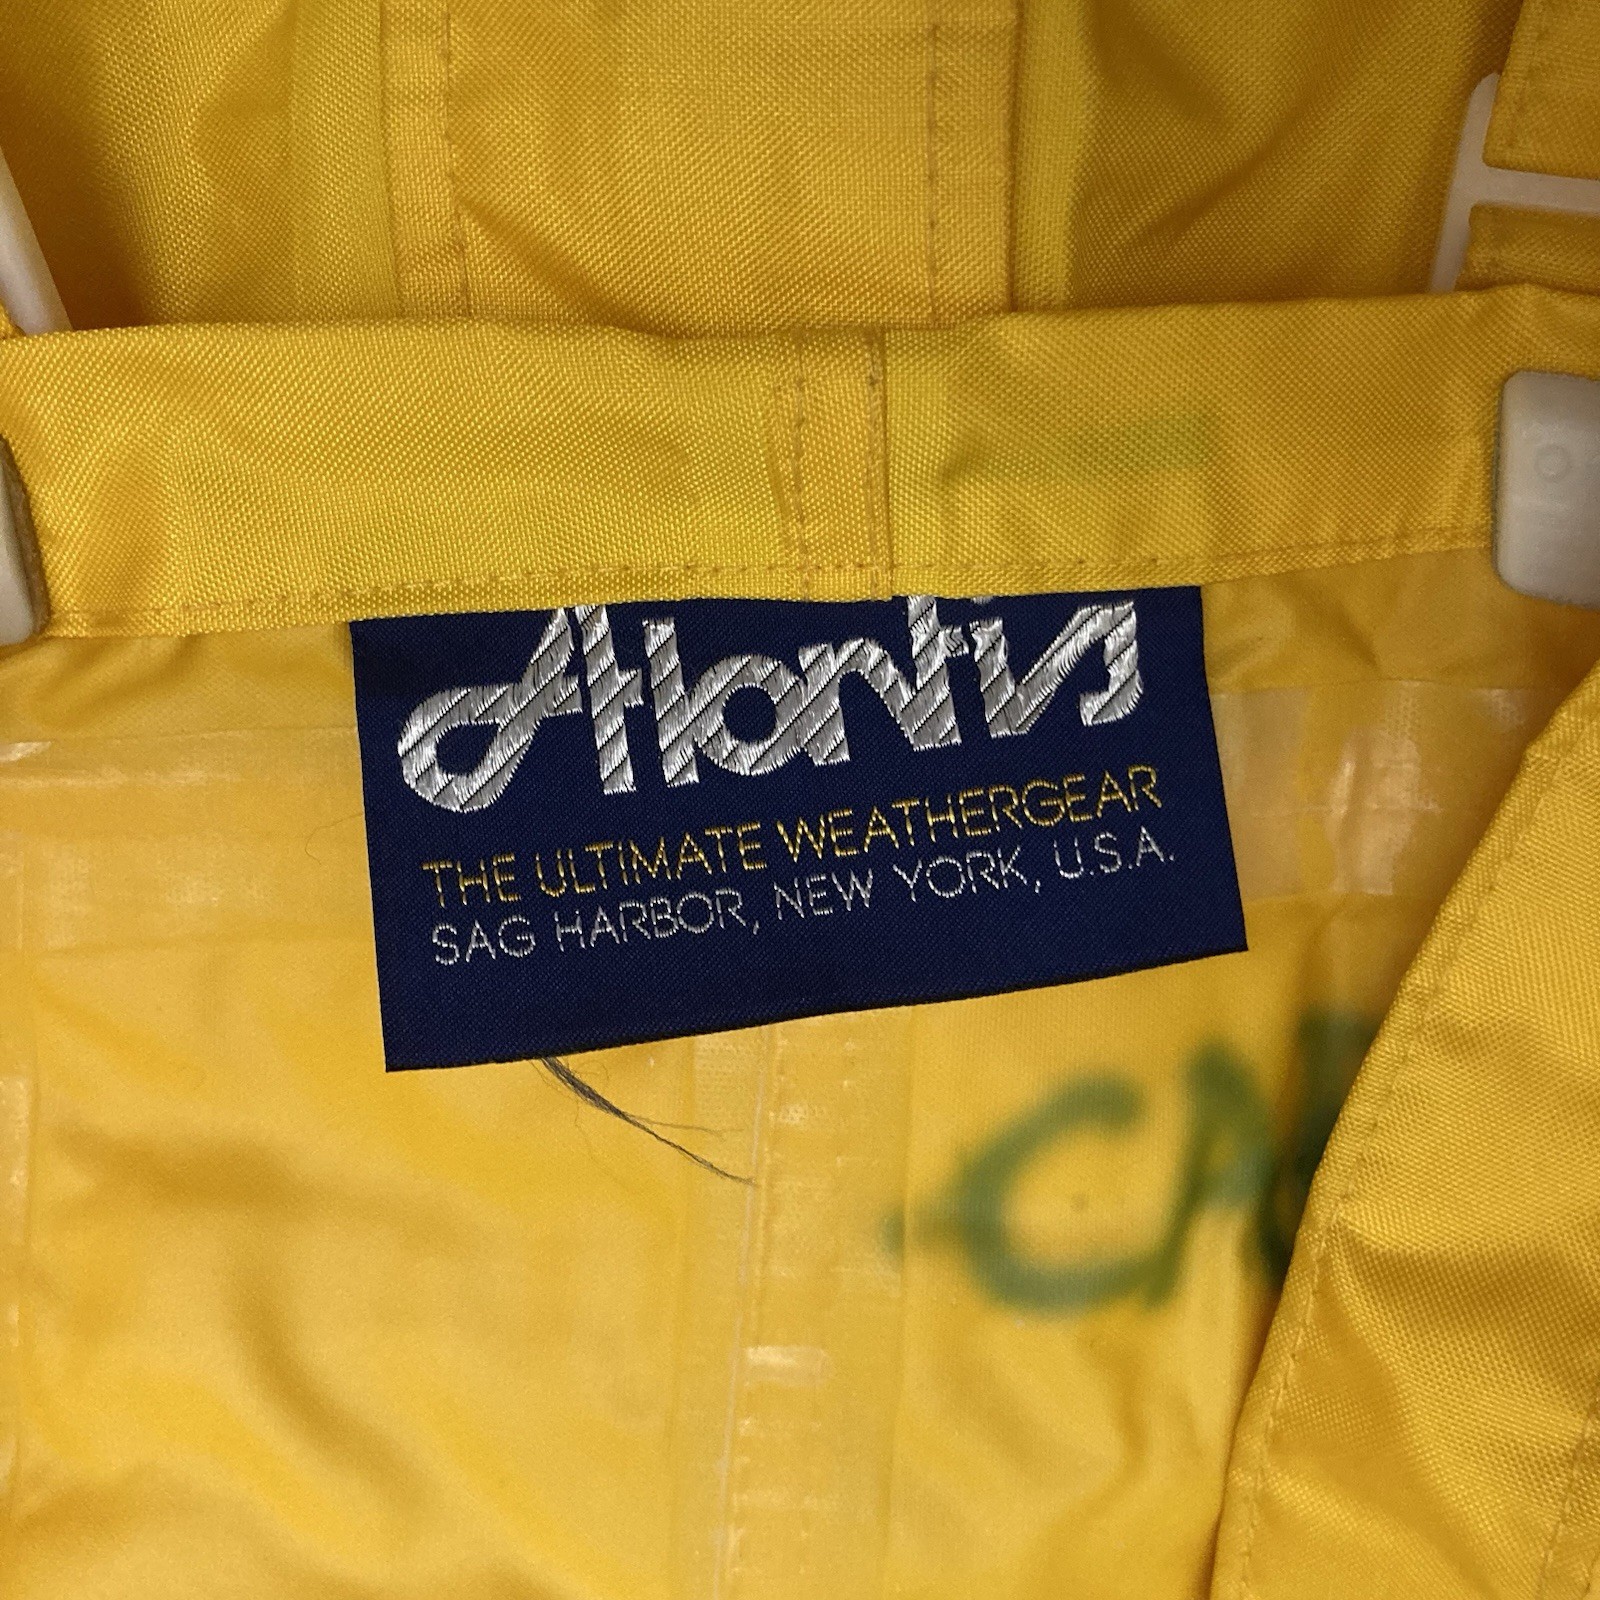 Atlantis
THE ULTIMATE WEATHERGEAR
SAG HARBOR, NEW YORK, U.S.A.